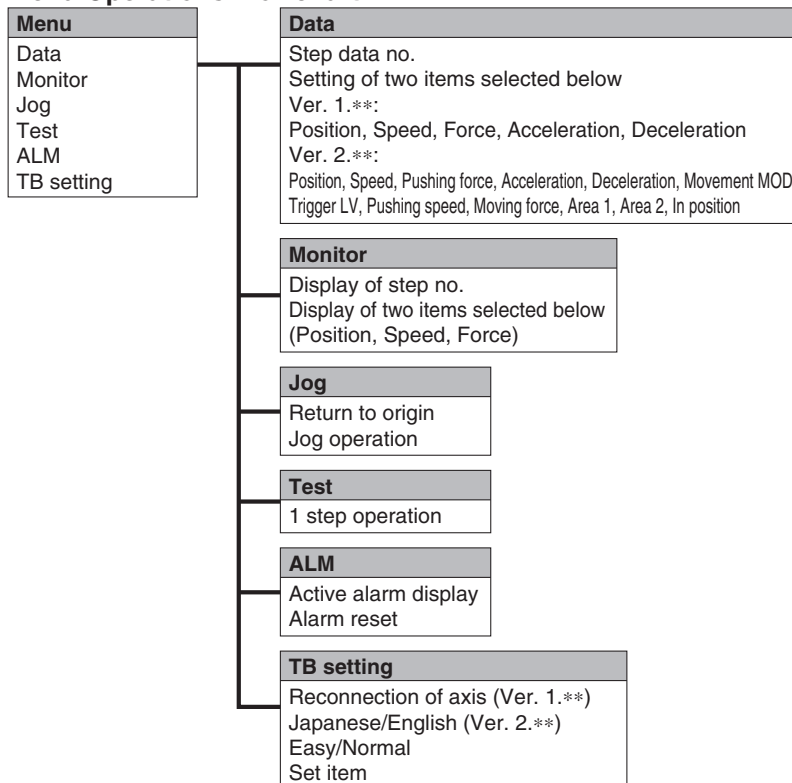 Menu
Data
Monitor
Jog
Test
ALM
TB setting
Data
Step data no.
Setting of two items selected below
Ver. 1.**:
Position, Speed, Force, Acceleration, Deceleration
Ver. 2.**:
Position, Speed, Pushing force, Acceleration, Deceleration, Movement MOD
Trigger LV, Pushing speed, Moving force, Area 1, Area 2, In position
Monitor
Display of step no.
Display of two items selected below
(Position, Speed, Force)
Jog
Return to origin
Jog operation
Test
1 step operation
ALM
Active alarm display
Alarm reset
TB setting
Reconnection of axis (Ver. 1.**)
Japanese/English (Ver. 2.**)
Easy/Normal
Set item